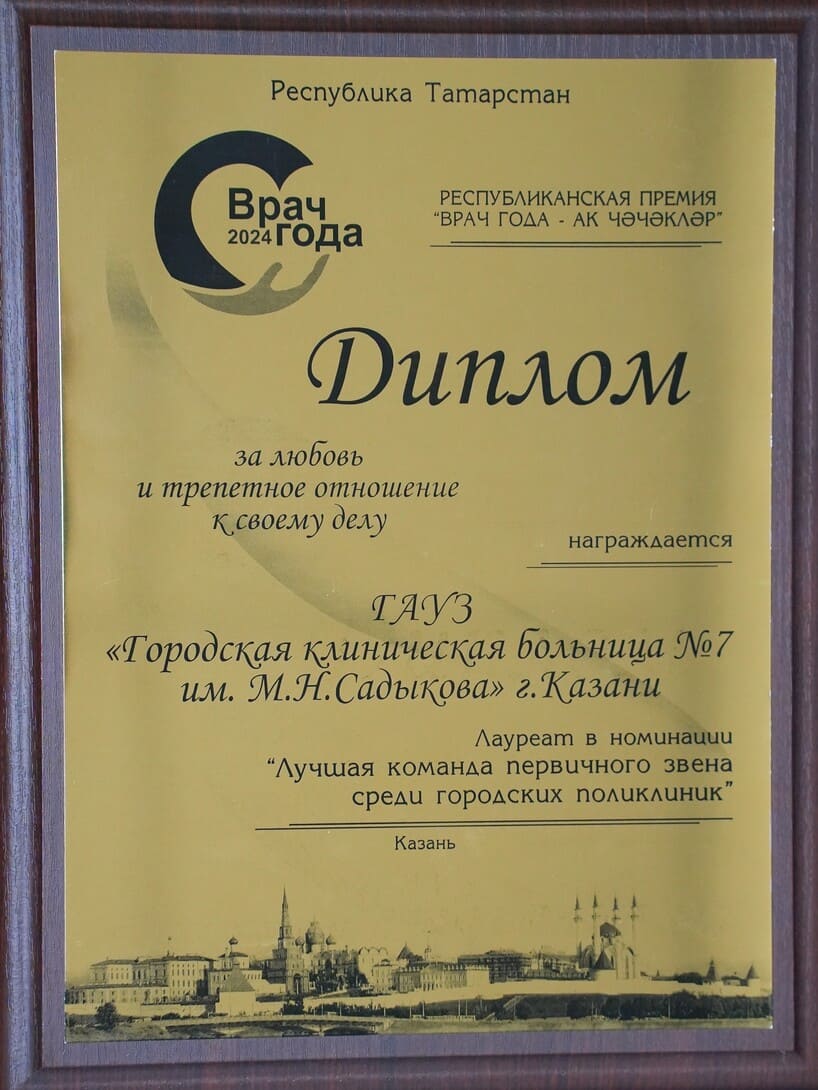 Республика Татарстан
Врач
2024 года
РЕСПУБЛИКАНСКАЯ ПРЕМИЯ
“ВРАЧ ГОДА - АК ЧӘЧӘКЛӘР”
Диплом
за любовь
и трепетное отношение
к своему делу
награждается
ГАУЗ
«Городская клиническая больница №7
им. М.Н.Садыкова» г.Казани
Лауреат в номинации
“Лучшая команда первичного звена
среди городских поликлиник”
Казань